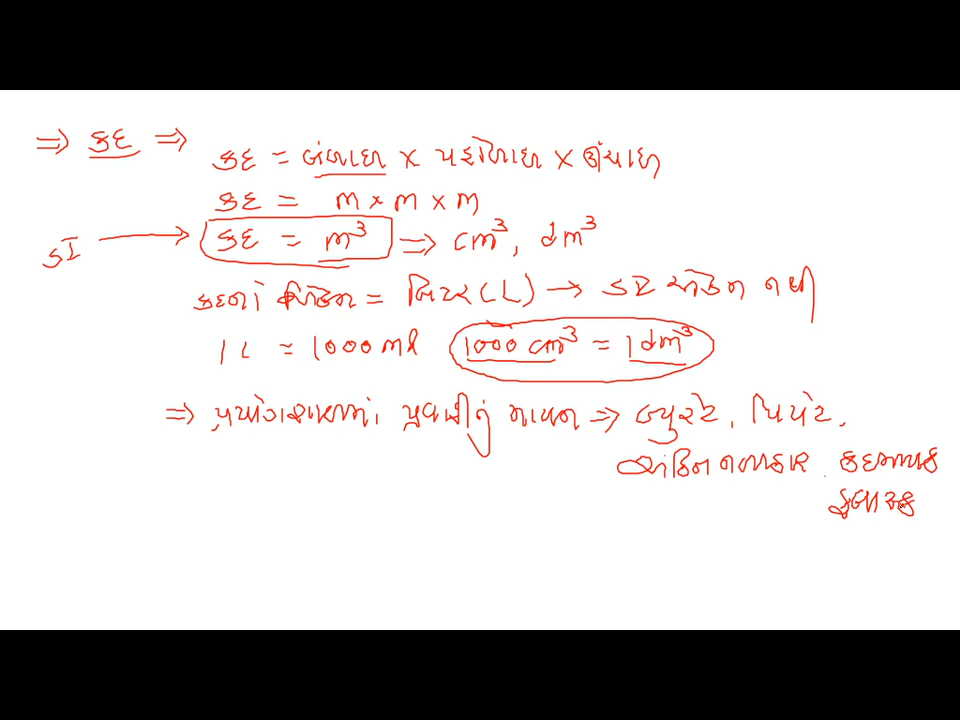 ⇒ કદ ⇒
કદ = લંબાઇ × પહોળાઇ × ઊંચાઇ
કદ = m × m × m
SI → કદ = m³ ⇒ cm³, dm³
કદનો = લિટર (L) → SI એકમ નથી
1 L = 1000 ml 1000 cm³ = 1 dm³
⇒ પ્રયોગશાળામાં પ્રવાહીનું માપન ⇒ બ્યુરેટ, પિપેટ,
અંકિત નળાકાર, કદમાપક
ફ્લાસ્ક